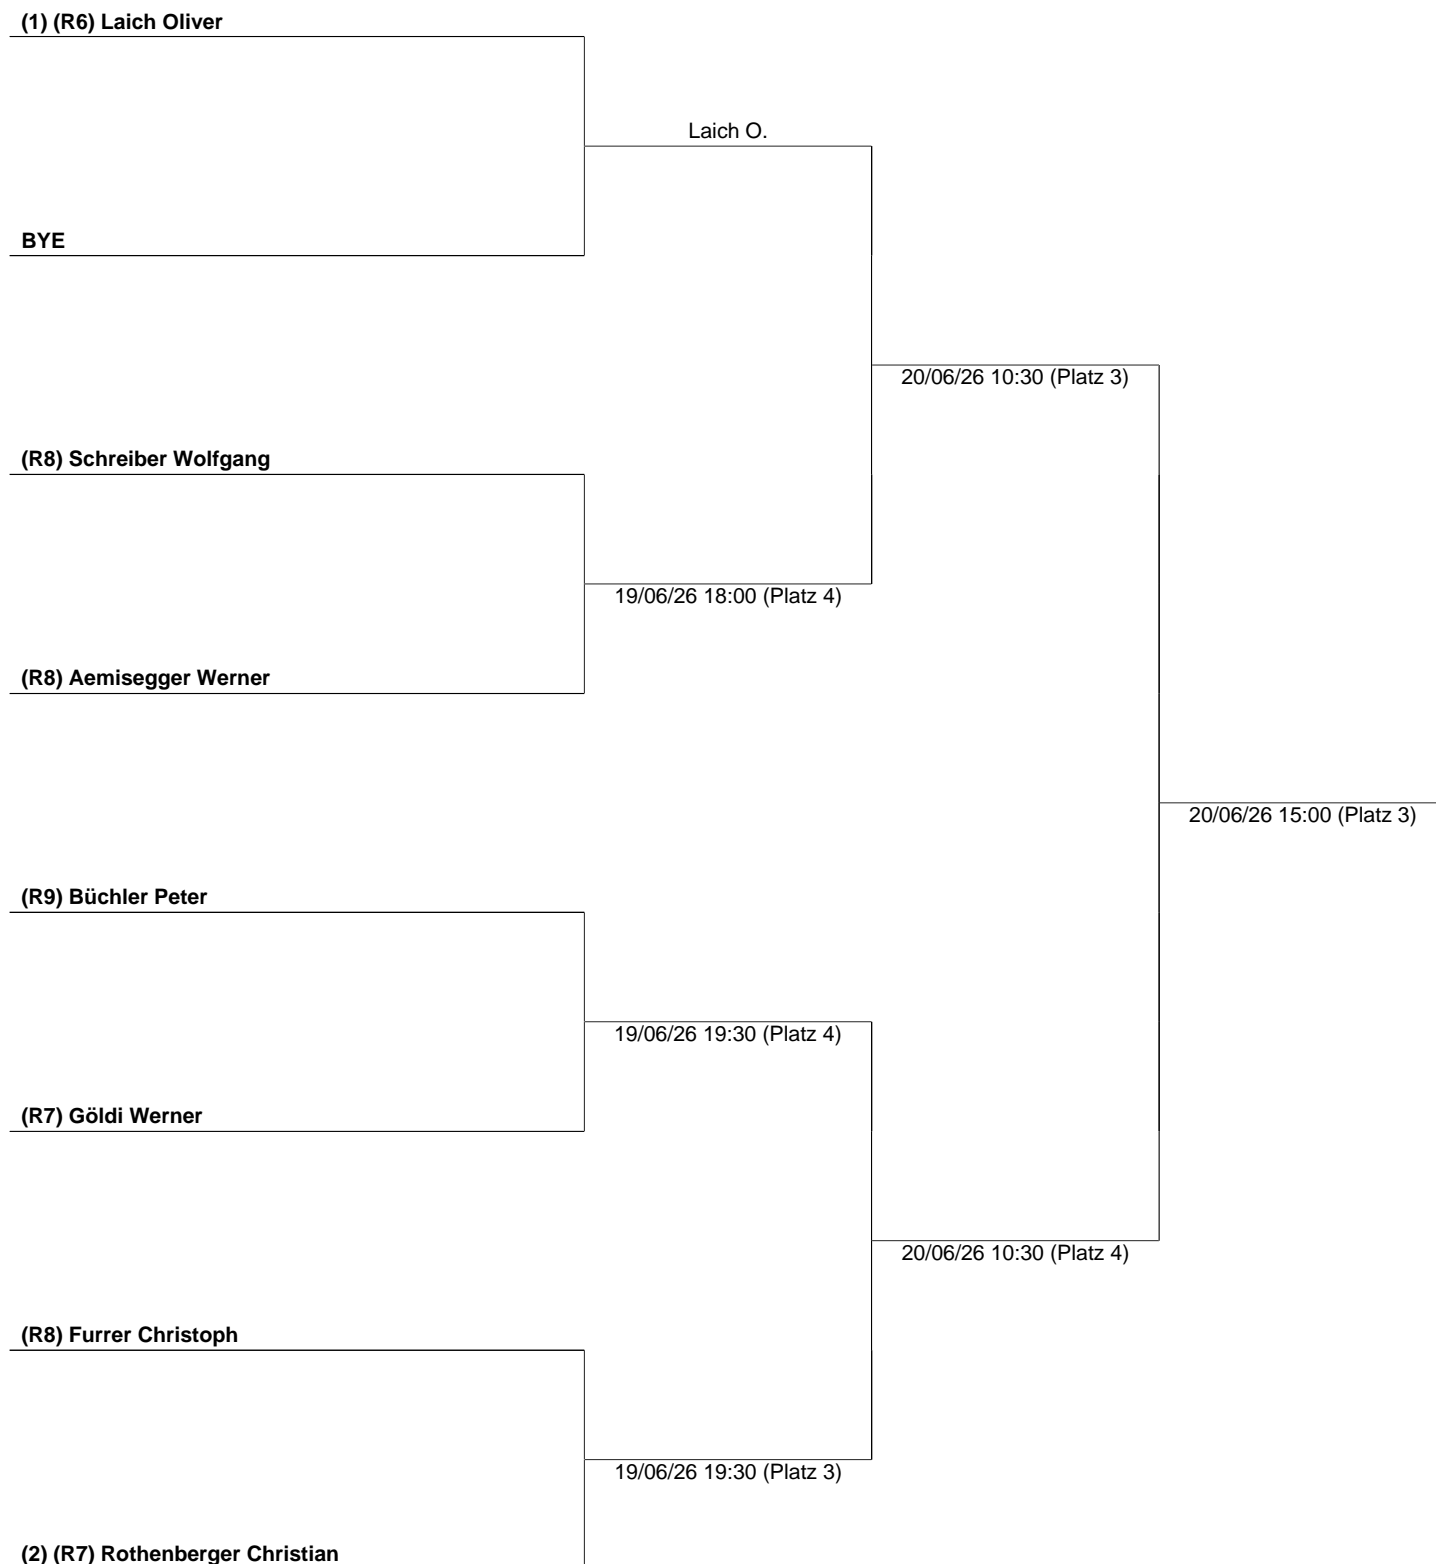 (1) (R6) Laich Oliver
Laich O.
BYE
20/06/26 10:30 (Platz 3)
(R8) Schreiber Wolfgang
19/06/26 18:00 (Platz 4)
(R8) Aemisegger Werner
20/06/26 15:00 (Platz 3)
(R9) Büchler Peter
19/06/26 19:30 (Platz 4)
(R7) Göldi Werner
20/06/26 10:30 (Platz 4)
(R8) Furrer Christoph
19/06/26 19:30 (Platz 3)
(2) (R7) Rothenberger Christian